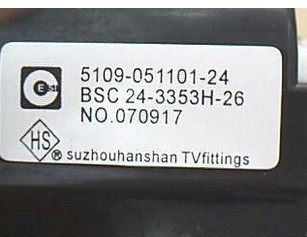 5109-051101-24
BSC 24-3353H-26
NO.070917
HS
® suzhouhanshan TVfittings